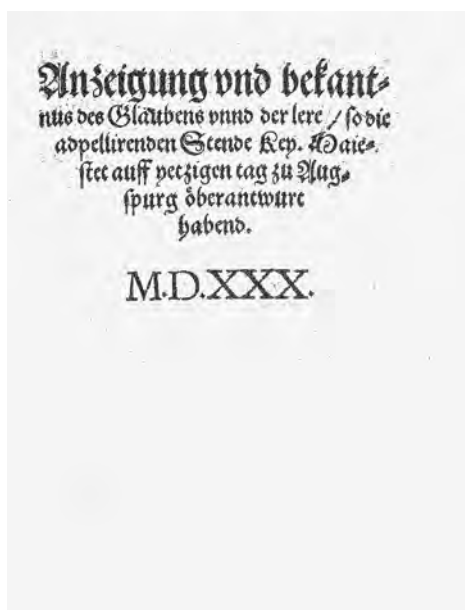 Anzeigung vnd bekant⸗
nus des Glaubens vnnd der lere / so die
adpellirenden Stende Key. Maie⸗
stet auff yetzigen tag zu Aug⸗
spurg öberantwurt
habend.
M.D.XXX.